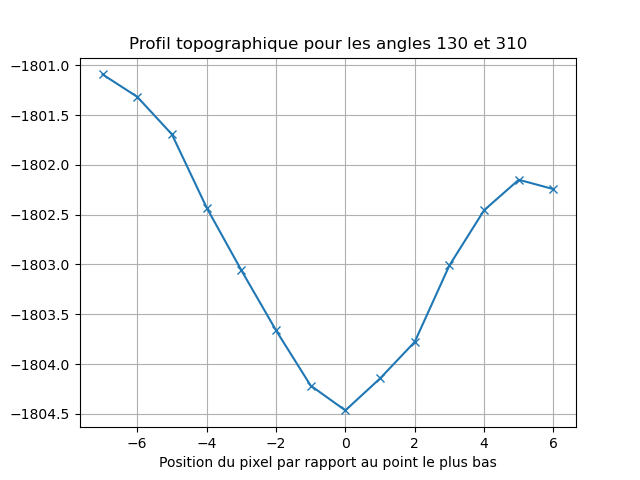 Profil topographique pour les angles 130 et 310
−1801.0
−1801.5
−1802.0
−1802.5
−1803.0
−1803.5
−1804.0
−1804.5
−6 −4 −2 0 2 4 6
Position du pixel par rapport au point le plus bas